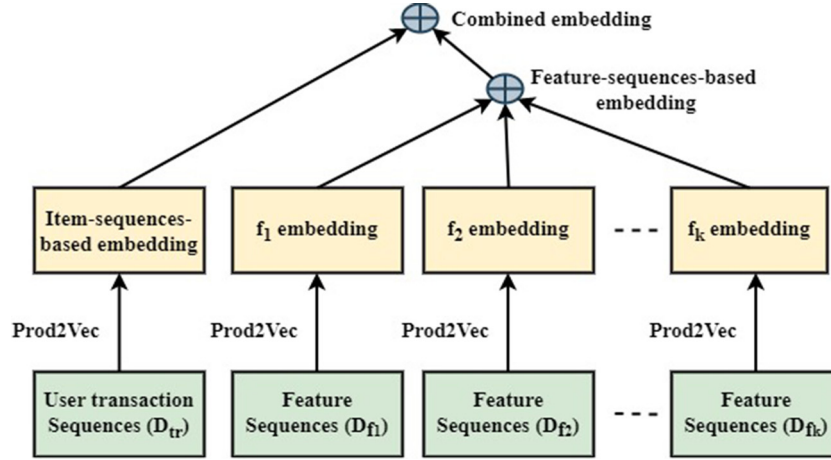 Combined embedding
Feature-sequences-based
embedding
Item-sequences-
based embedding
f1 embedding
f2 embedding
fk embedding
Prod2Vec
Prod2Vec
Prod2Vec
Prod2Vec
User transaction
Sequences (Dtr)
Feature
Sequences (Df1)
Feature
Sequences (Df2)
Feature
Sequences (Dfk)